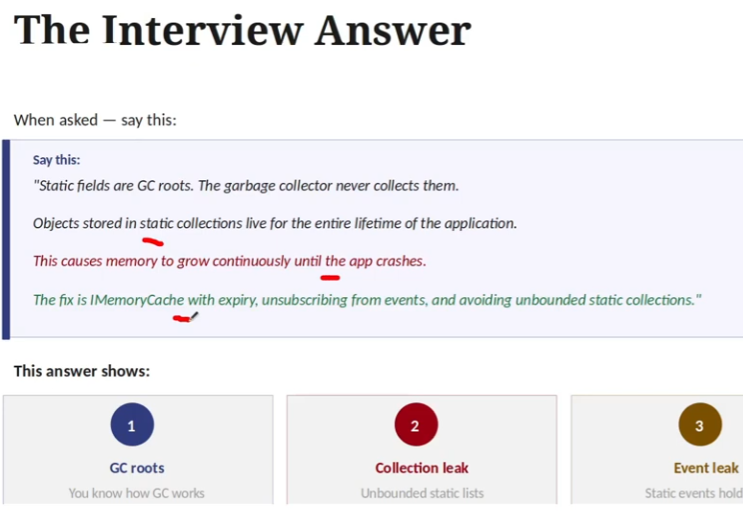 The Interview Answer
When asked — say this:
Say this:
"Static fields are GC roots. The garbage collector never collects them.
Objects stored in static collections live for the entire lifetime of the application.
This causes memory to grow continuously until the app crashes.
The fix is IMemoryCache with expiry, unsubscribing from events, and avoiding unbounded static collections."
This answer shows:
1
2
3
GC roots
Collection leak
Event leak
You know how GC works
Unbounded static lists
Static events hold